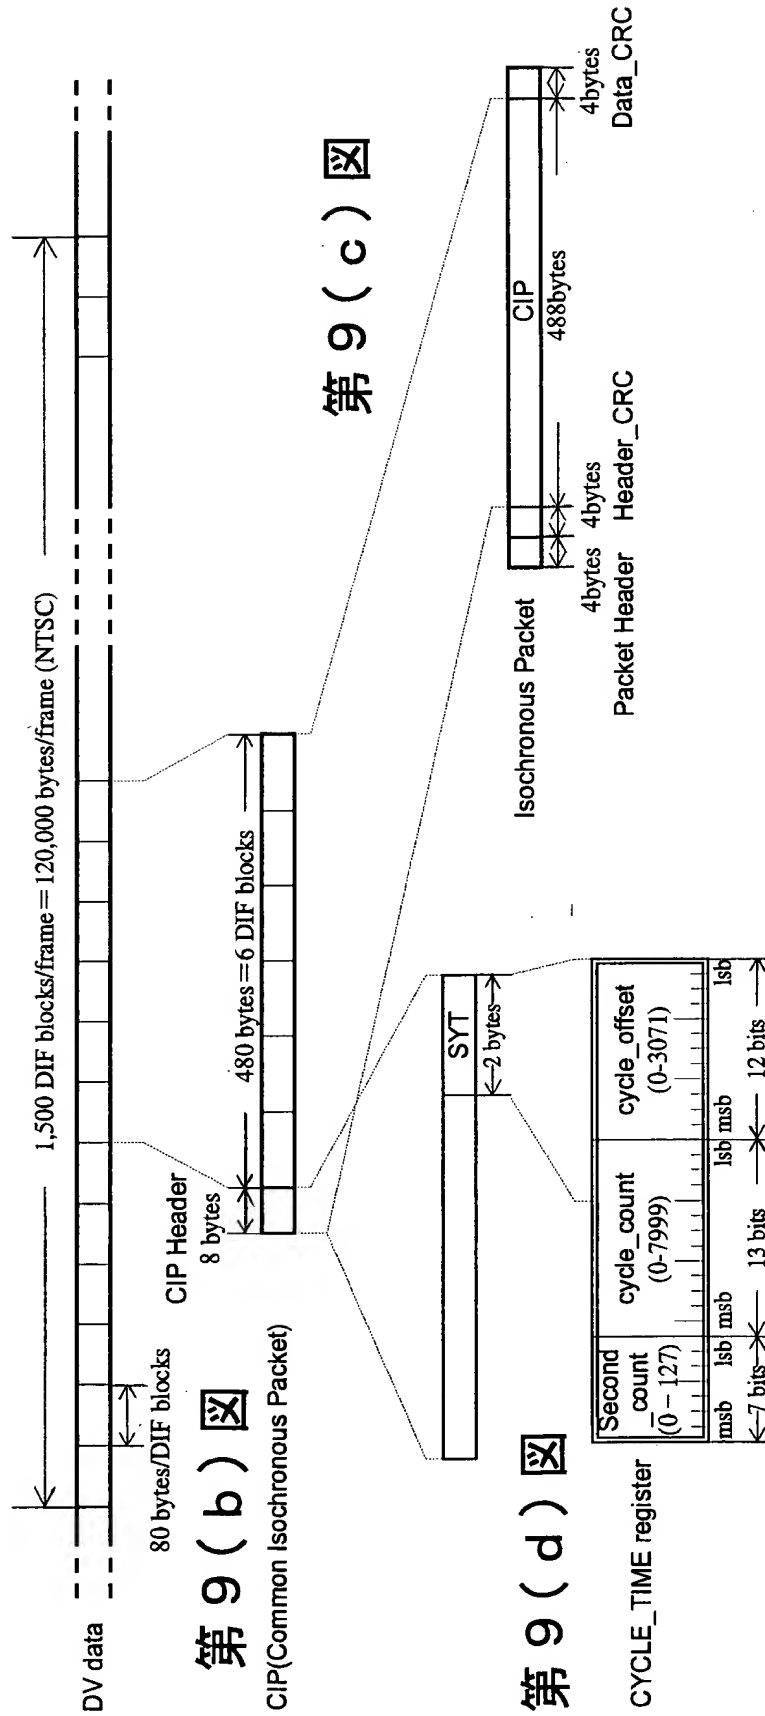 DV data
1,500 DIF blocks/frame=120,000 bytes/frame (NTSC)
80 bytes/DIF blocks
第9(b)図
CIP(Common Isochronous Packet)
CIP Header
8 bytes
480 bytes=6 DIF blocks
第9(c)図
Isochronous Packet
CIP
4bytes
Packet Header
4bytes
Header_CRC
488bytes
4bytes
Data_CRC
第9(d)図
SYT
2 bytes
CYCLE_TIME register
Second
_count
(0-127)
cycle_count
(0-7999)
cycle_offset
(0-3071)
msb
lsb
msb
lsb
msb
lsb
7 bits
13 bits
12 bits